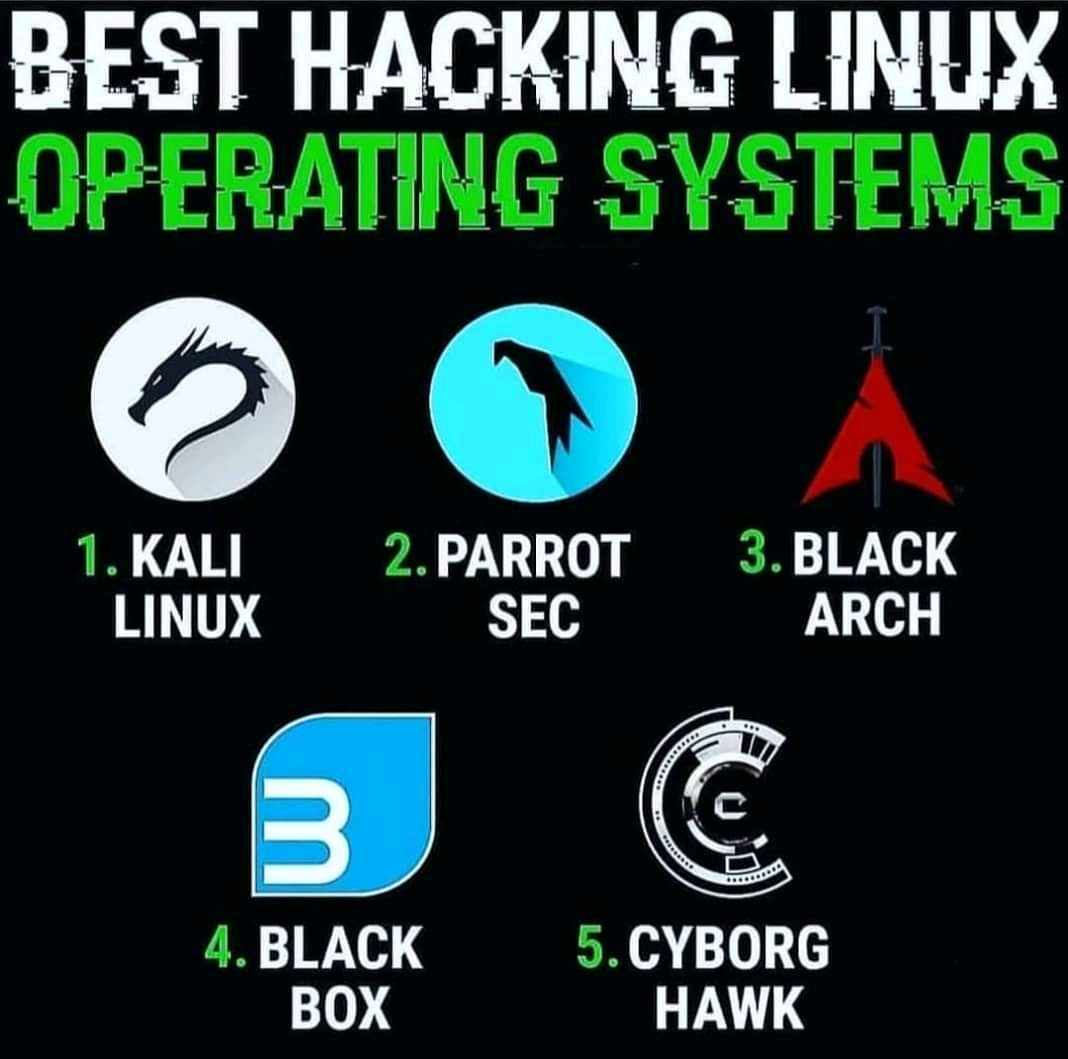 BEST HACKING LINUX
OPERATING SYSTEMS
1. KALI
LINUX
2. PARROT
SEC
3. BLACK
ARCH
4. BLACK
BOX
5. CYBORG
HAWK